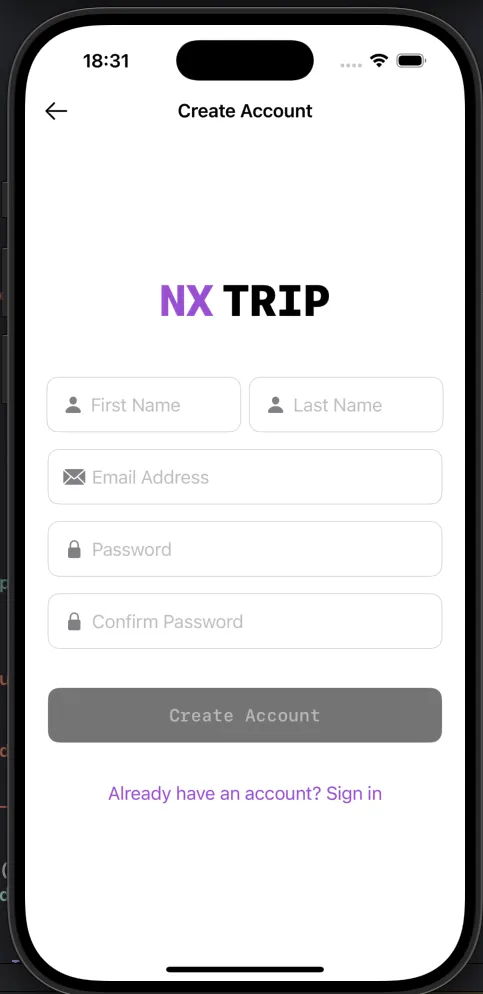 18:31
Create Account
NX TRIP
First Name
Last Name
Email Address
Password
Confirm Password
Create Account
Already have an account? Sign in